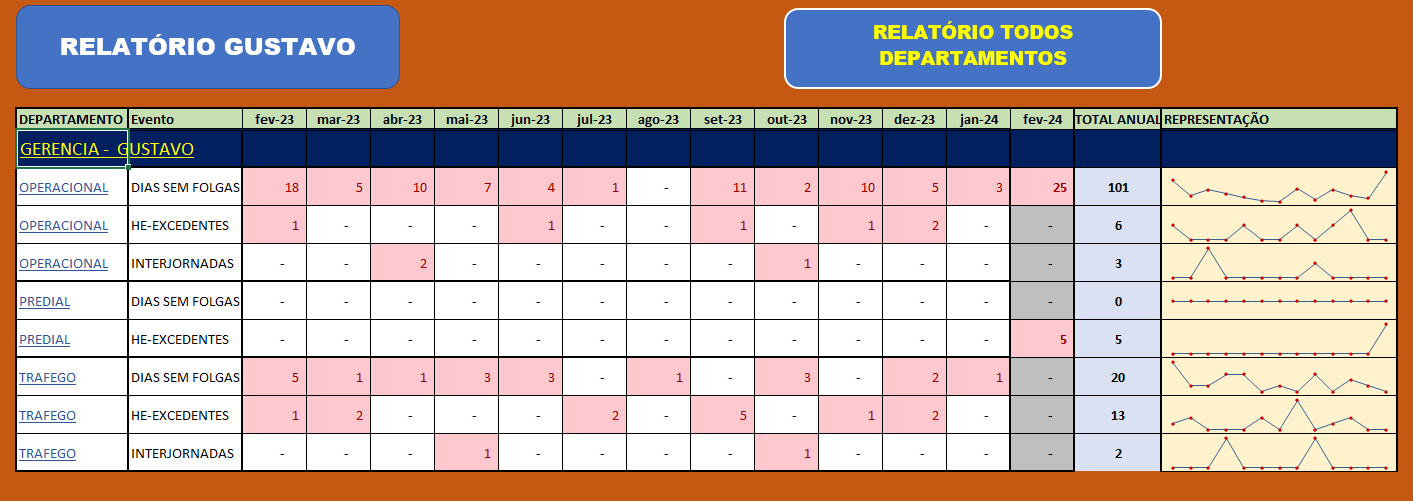 RELATÓRIO GUSTAVO
RELATÓRIO TODOS
DEPARTAMENTOS
DEPARTAMENTO Evento fev-23 mar-23 abr-23 mai-23 jun-23 jul-23 ago-23 set-23 out-23 nov-23 dez-23 jan-24 fev-24 TOTAL ANUAL REPRESENTAÇÃO
GERENCIA - GUSTAVO
OPERACIONAL DIAS SEM FOLGAS 18 5 10 7 4 1 - 11 2 10 5 3 25 101
OPERACIONAL HE-EXCEDENTES 1 - - - 1 - - 1 - 1 2 - - 6
OPERACIONAL INTERJORNADAS - - 2 - - - - - 1 - - - - 3
PREDIAL DIAS SEM FOLGAS - - - - - - - - - - - - - 0
PREDIAL HE-EXCEDENTES - - - - - - - - - - - - 5 5
TRAFEGO DIAS SEM FOLGAS 5 1 1 3 3 - 1 - 3 - 2 1 - 20
TRAFEGO HE-EXCEDENTES 1 2 - - - 2 - 5 - 1 2 - - 13
TRAFEGO INTERJORNADAS - - - 1 - - - - 1 - - - - 2